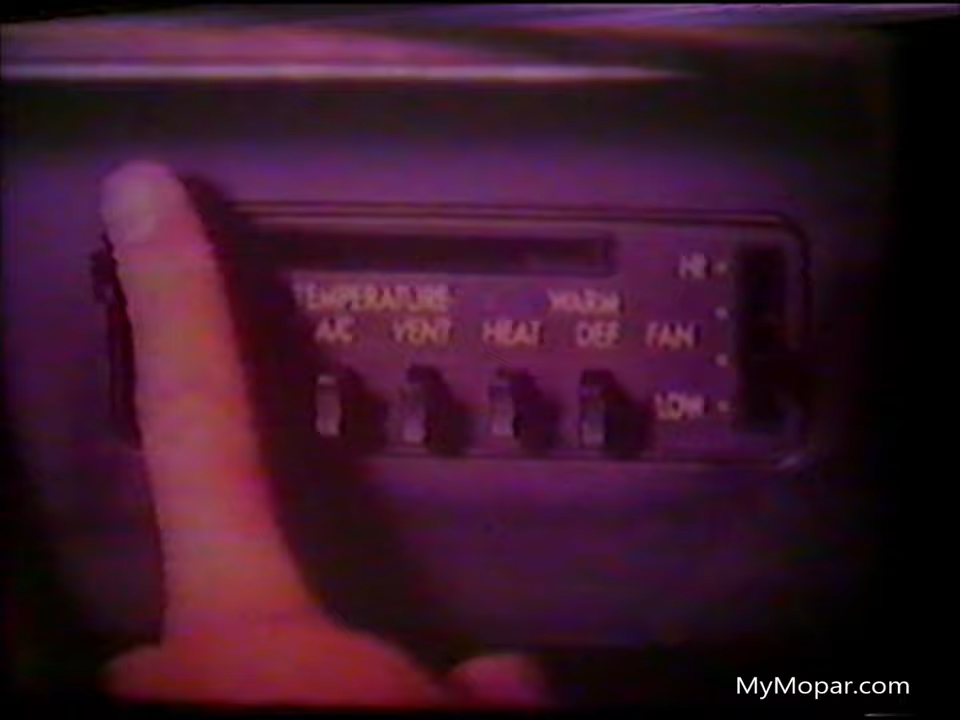 HI
TEMPERATURE WARM
A/C VENT HEAT DEF FAN
LOW
MyMopar.com